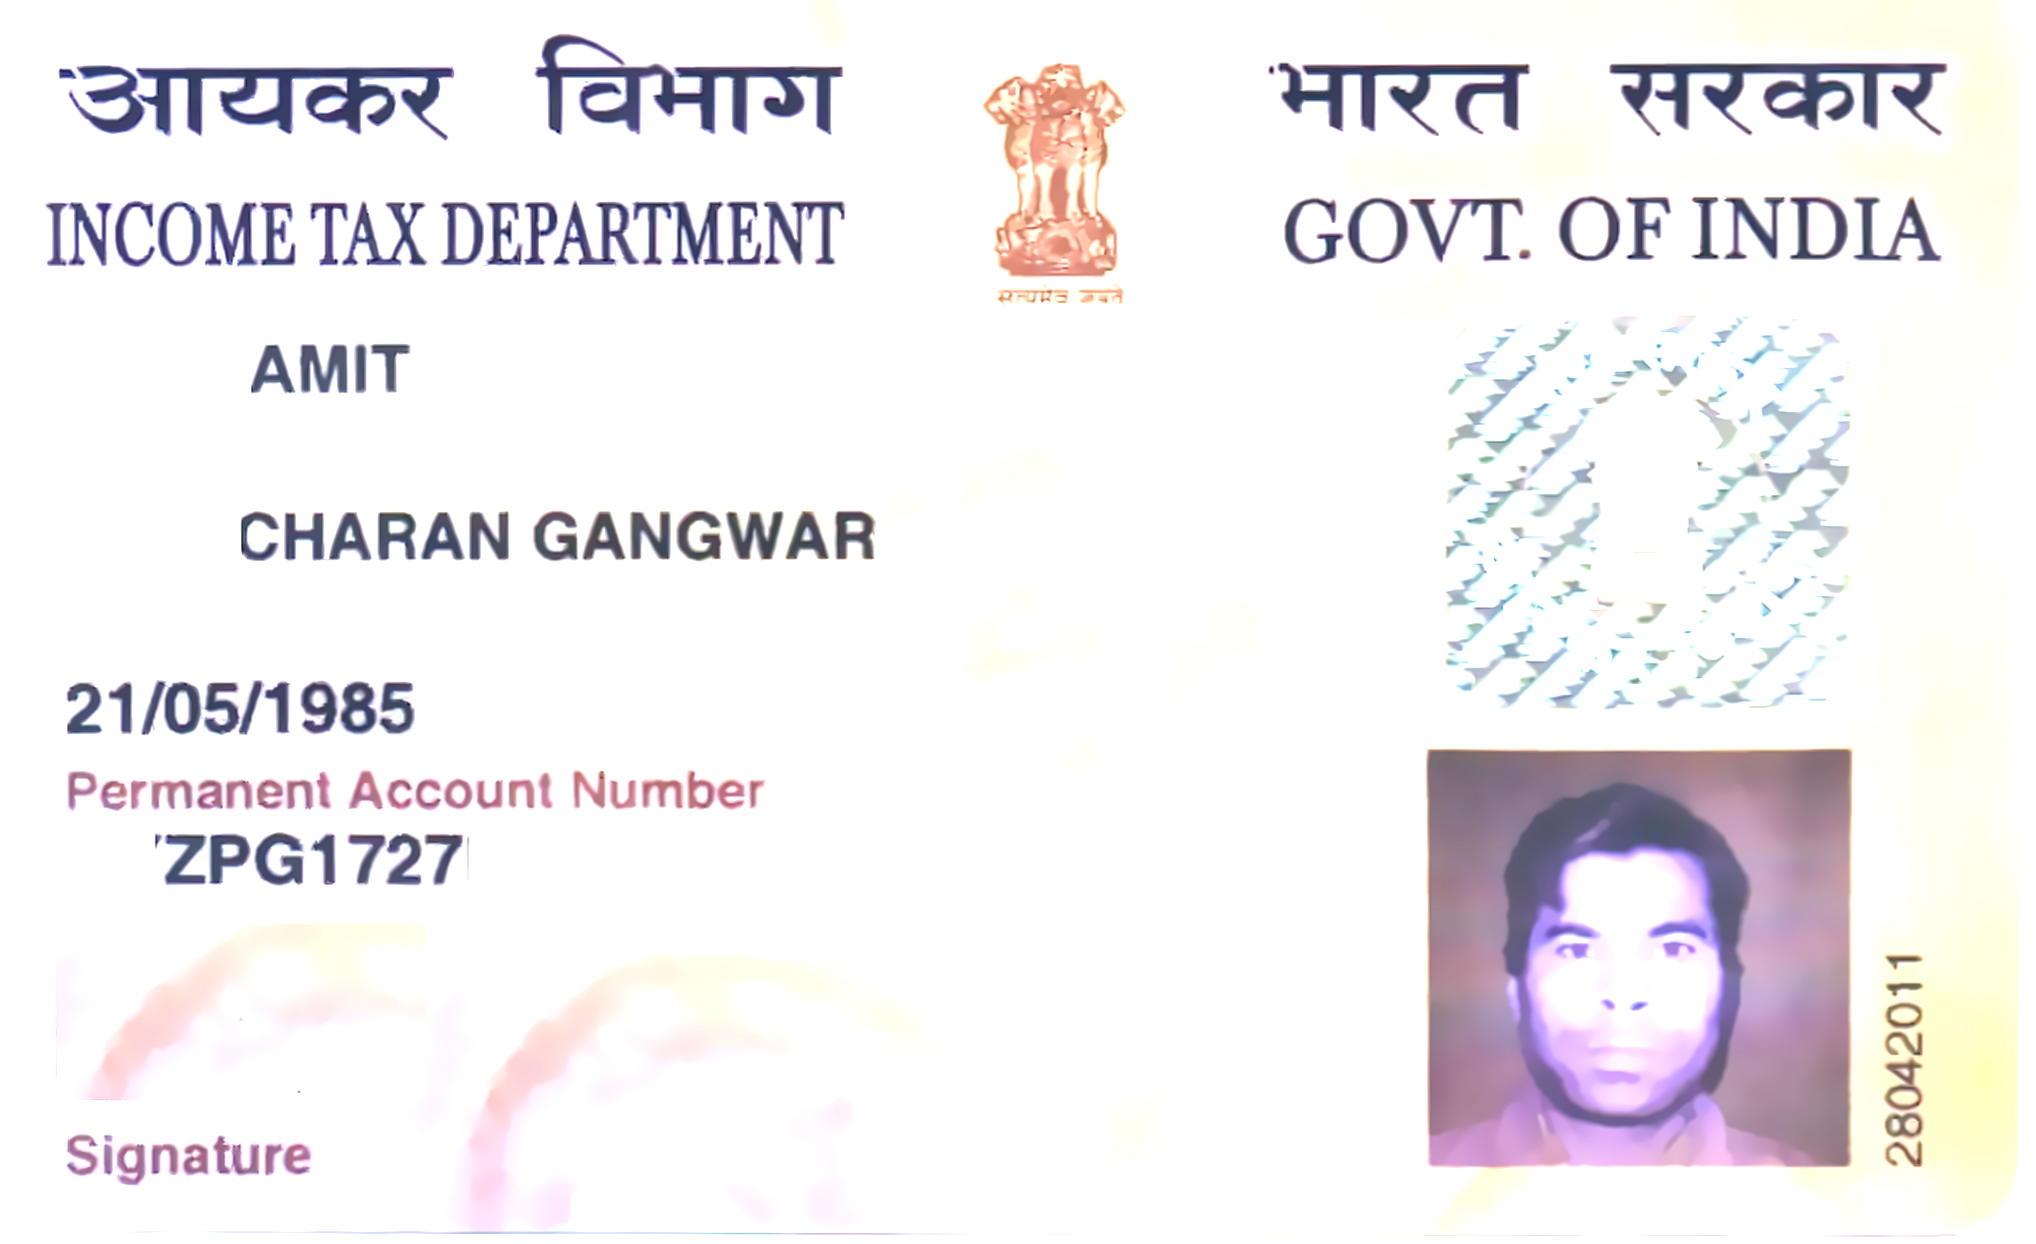 आयकर विभाग
INCOME TAX DEPARTMENT
सत्यमेव जयते
भारत सरकार
GOVT. OF INDIA
AMIT
CHARAN GANGWAR
21/05/1985
Permanent Account Number
ZPG1727
Signature
28042011